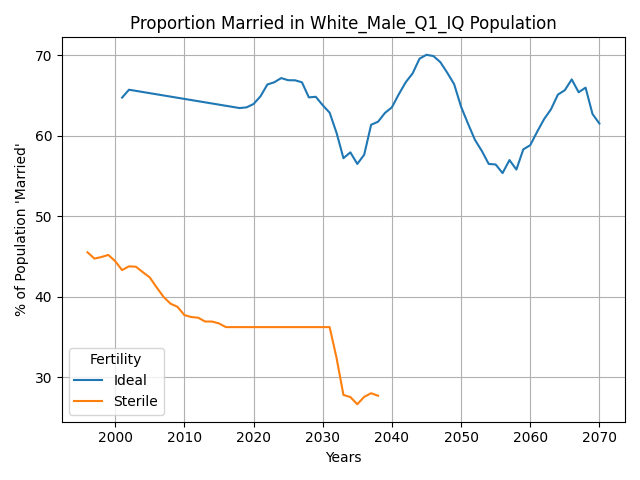 Proportion Married in White_Male_Q1_IQ Population
% of Population 'Married'
70
60
50
40
30
Fertility
Ideal
Sterile
2000 2010 2020 2030 2040 2050 2060 2070
Years